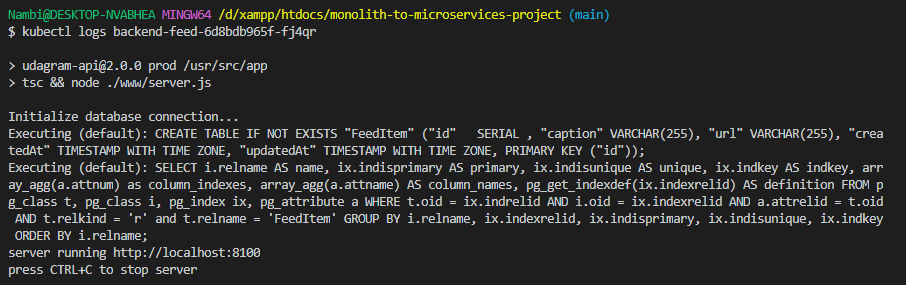 Nambi@DESKTOP-NVABHEA MINGW64 /d/xampp/htdocs/monolith-to-microservices-project (main)
$ kubectl logs backend-feed-6d8bdb965f-fj4qr
> udagram-api@2.0.0 prod /usr/src/app
> tsc && node ./www/server.js
Initialize database connection...
Executing (default): CREATE TABLE IF NOT EXISTS "FeedItem" ("id"   SERIAL , "caption" VARCHAR(255), "url" VARCHAR(255), "crea
tedAt" TIMESTAMP WITH TIME ZONE, "updatedAt" TIMESTAMP WITH TIME ZONE, PRIMARY KEY ("id"));
Executing (default): SELECT i.relname AS name, ix.indisprimary AS primary, ix.indisunique AS unique, ix.indkey AS indkey, arr
ay_agg(a.attnum) as column_indexes, array_agg(a.attname) AS column_names, pg_get_indexdef(ix.indexrelid) AS definition FROM p
g_class t, pg_class i, pg_index ix, pg_attribute a WHERE t.oid = ix.indrelid AND i.oid = ix.indexrelid AND a.attrelid = t.oid
 AND t.relkind = 'r' and t.relname = 'FeedItem' GROUP BY i.relname, ix.indexrelid, ix.indisprimary, ix.indisunique, ix.indkey
 ORDER BY i.relname;
server running http://localhost:8100
press CTRL+C to stop server